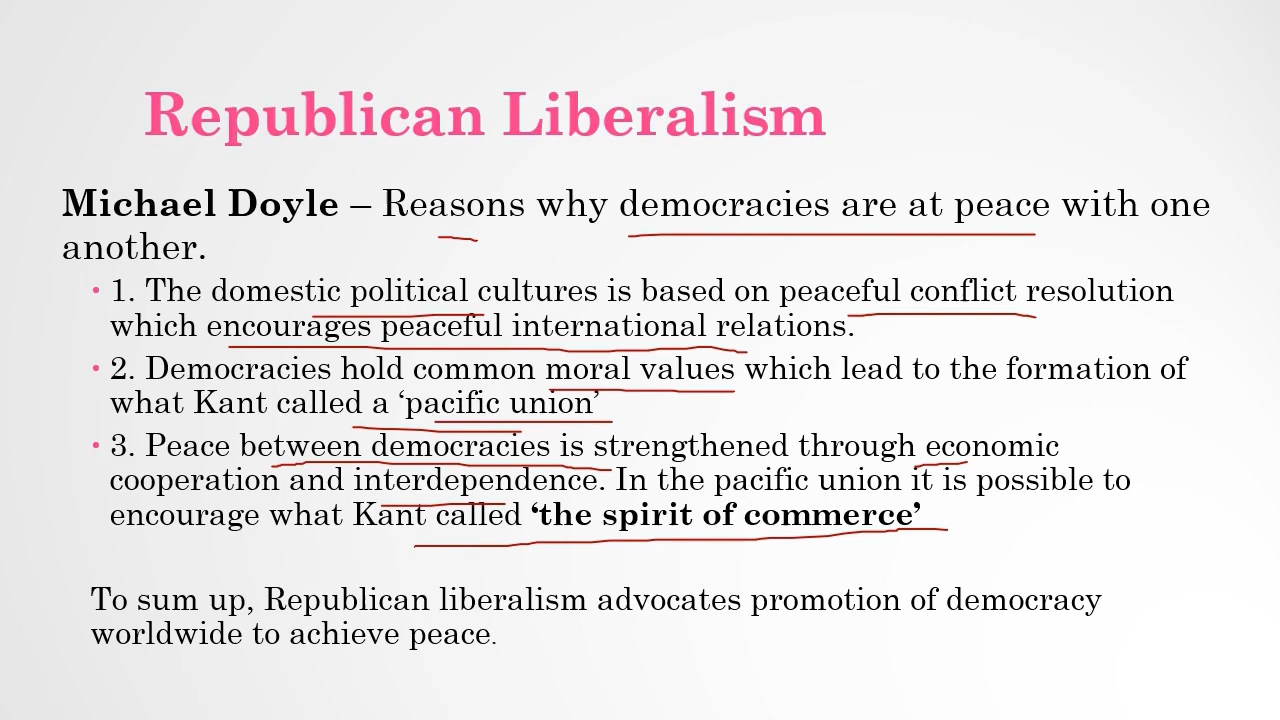 Republican Liberalism
Michael Doyle – Reasons why democracies are at peace with one
another.
• 1. The domestic political cultures is based on peaceful conflict resolution
which encourages peaceful international relations.
• 2. Democracies hold common moral values which lead to the formation of
what Kant called a ‘pacific union’
• 3. Peace between democracies is strengthened through economic
cooperation and interdependence. In the pacific union it is possible to
encourage what Kant called ‘the spirit of commerce’
To sum up, Republican liberalism advocates promotion of democracy
worldwide to achieve peace.